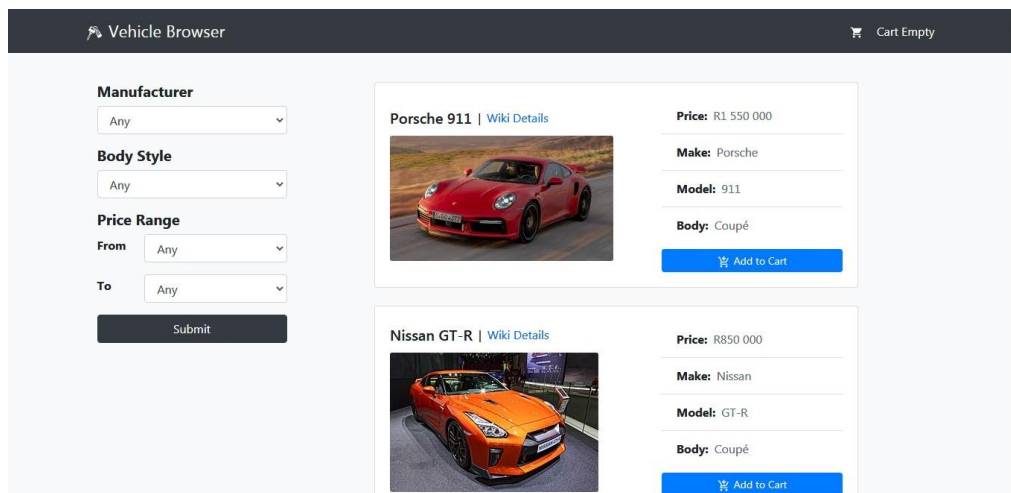 Vehicle Browser
Cart Empty
Manufacturer
Any
Body Style
Any
Price Range
From Any
To Any
Submit
Porsche 911 | Wiki Details
Price: R1 550 000
Make: Porsche
Model: 911
Body: Coupé
Add to Cart
Nissan GT-R | Wiki Details
Price: R850 000
Make: Nissan
Model: GT-R
Body: Coupé
Add to Cart